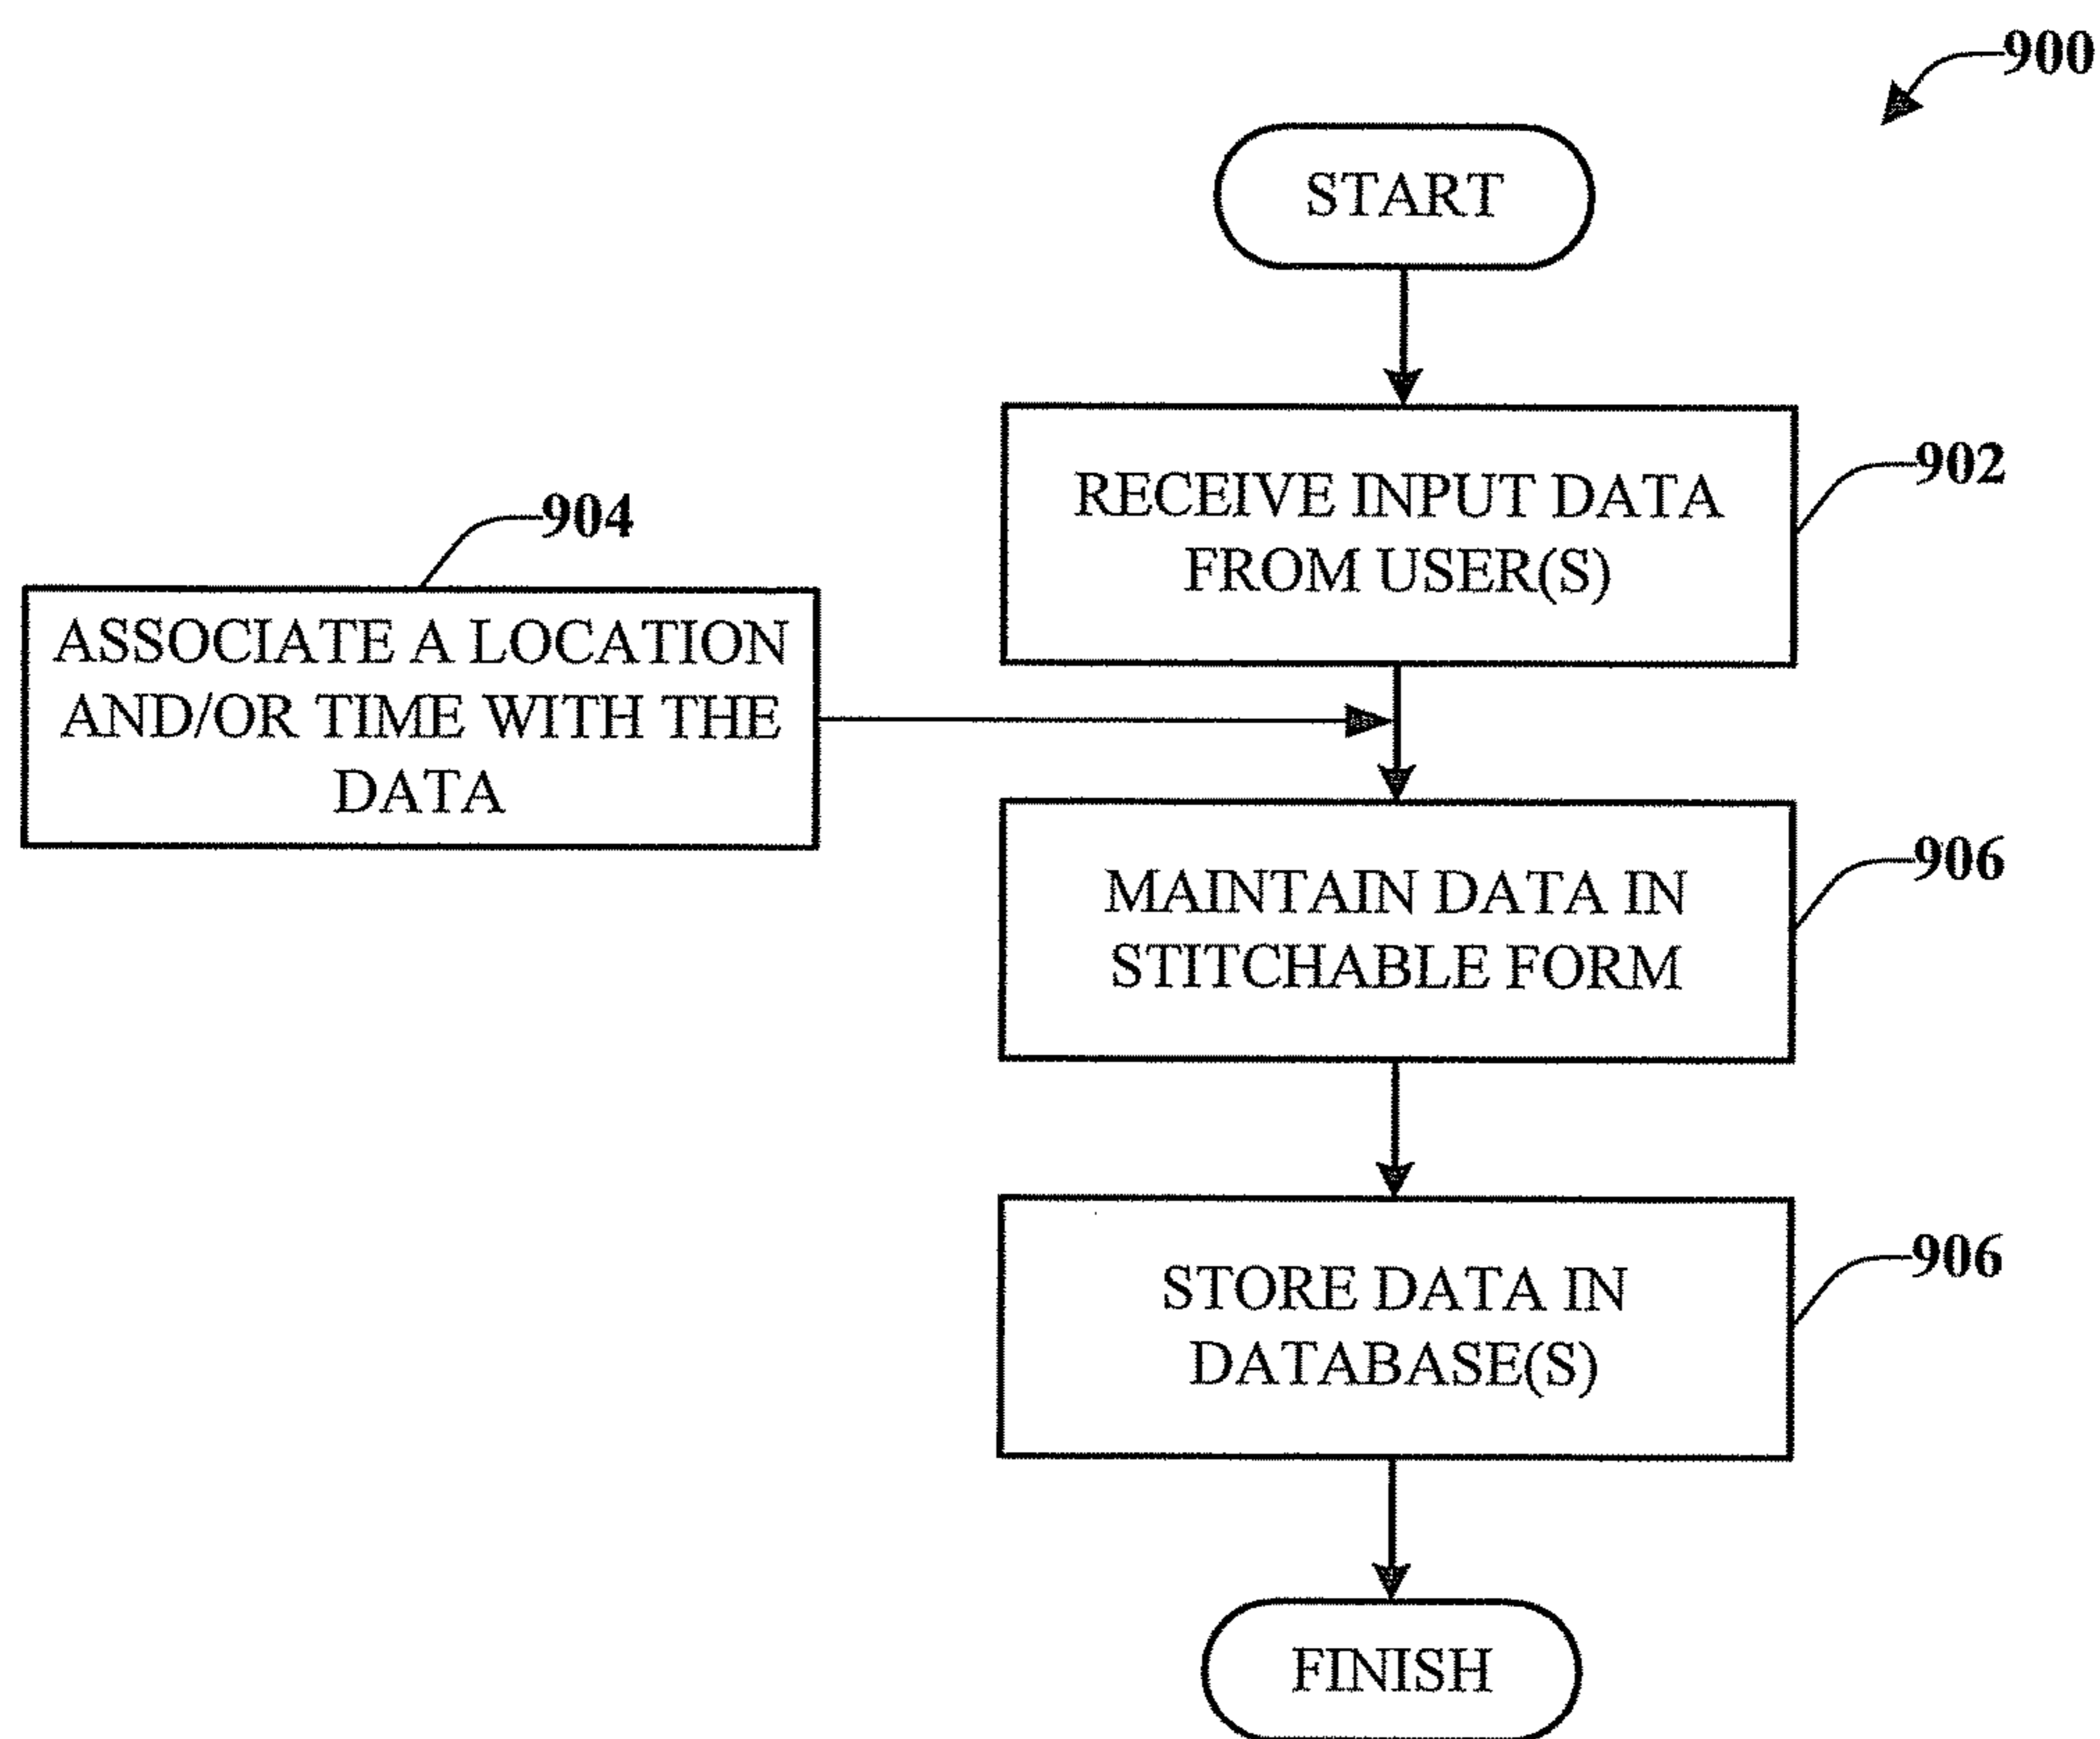 900
START
RECEIVE INPUT DATA
FROM USER(S)
902
904
ASSOCIATE A LOCATION
AND/OR TIME WITH THE
DATA
MAINTAIN DATA IN
STITCHABLE FORM
906
STORE DATA IN
DATABASE(S)
906
FINISH